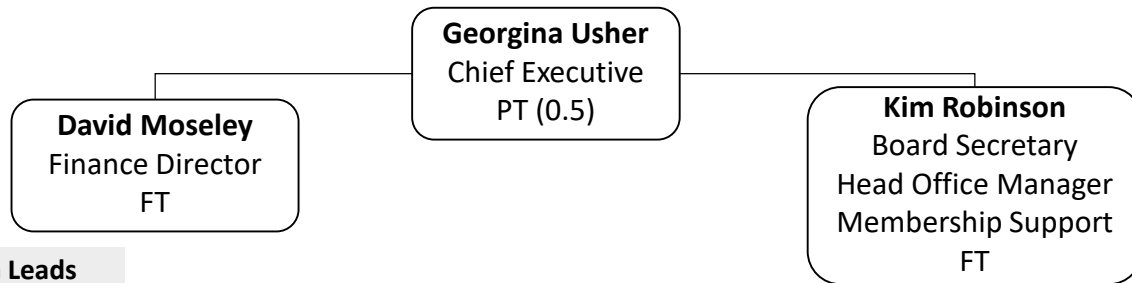 Georgina Usher
Chief Executive
PT (0.5)
David Moseley
Finance Director
FT
Kim Robinson
Board Secretary
Head Office Manager
Membership Support
FT
Leads